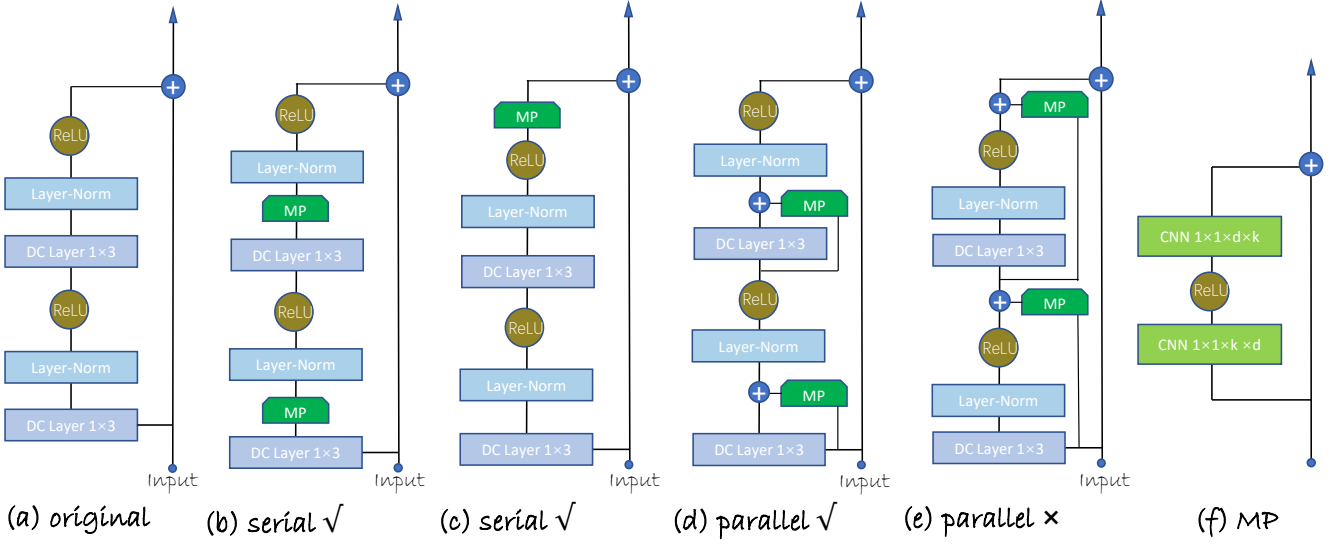 ReLU
Layer-Norm
DC Layer 1×3
ReLU
Layer-Norm
DC Layer 1×3
Input
(a) original
ReLU
Layer-Norm
MP
DC Layer 1×3
ReLU
Layer-Norm
MP
DC Layer 1×3
Input
(b) serial √
MP
ReLU
Layer-Norm
DC Layer 1×3
ReLU
Layer-Norm
DC Layer 1×3
Input
(c) serial √
ReLU
Layer-Norm
MP
DC Layer 1×3
ReLU
Layer-Norm
MP
DC Layer 1×3
Input
(d) parallel √
MP
ReLU
Layer-Norm
DC Layer 1×3
MP
ReLU
Layer-Norm
DC Layer 1×3
Input
(e) parallel ×
CNN 1×1×d×k
ReLU
CNN 1×1×k ×d
(f) MP